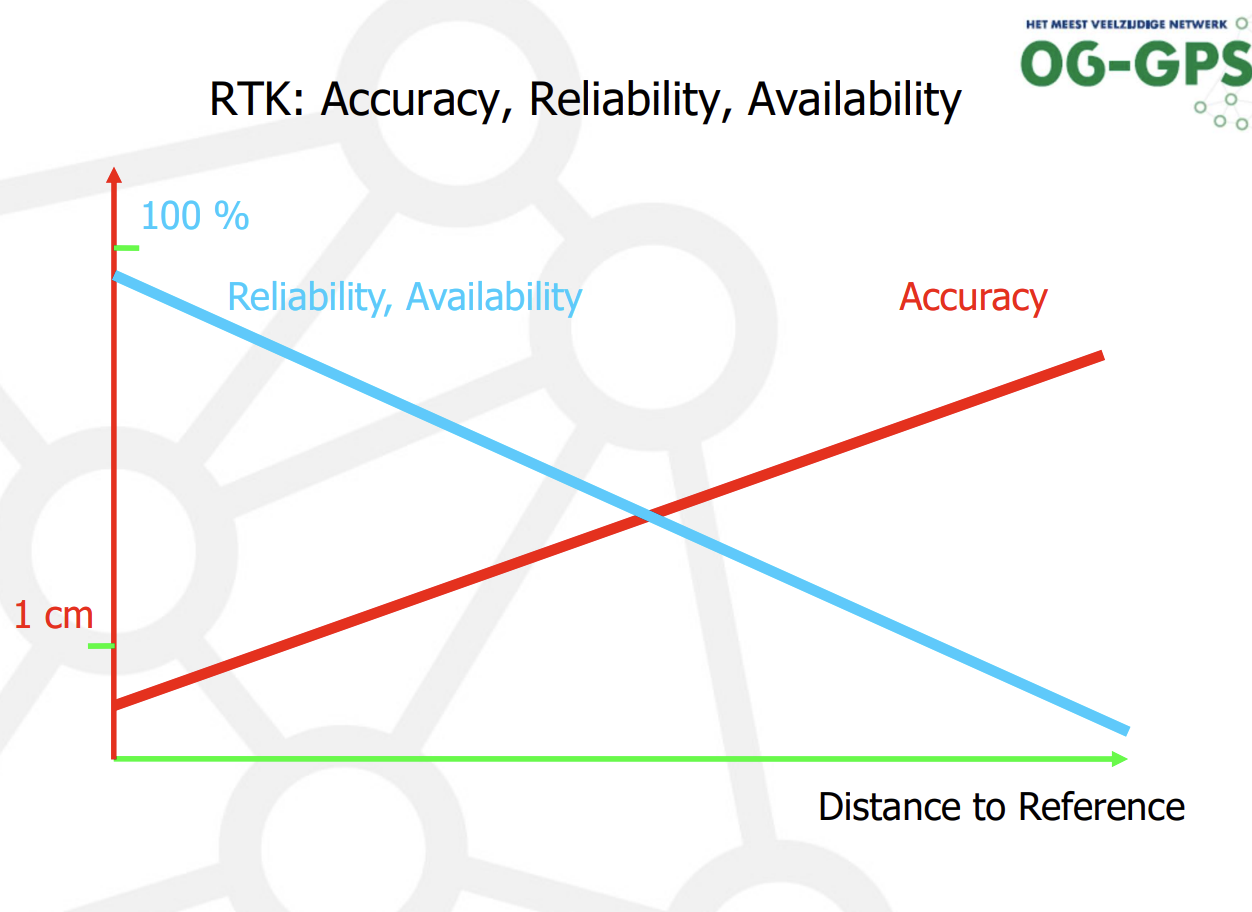 HET MEEST VEELZIJDIGE NETWERK
OG-GPS
RTK: Accuracy, Reliability, Availability
100 %
Reliability, Availability
Accuracy
1 cm
Distance to Reference